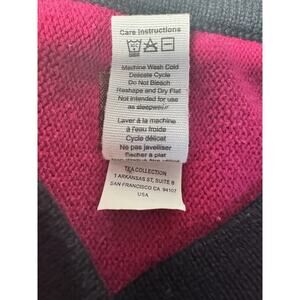 Care Instructions
Machine Wash Cold
Delicate Cycle
Do Not Bleach
Reshape and Dry Flat
Not intended for use
as sleepwear
Laver à la machine
à l'eau froide
Cycle délicat
Ne pas javelliser
Sécher à plat
TEA COLLECTION
1 ARKANSAS ST, SUITE B
SAN FRANCISCO CA 94107
USA